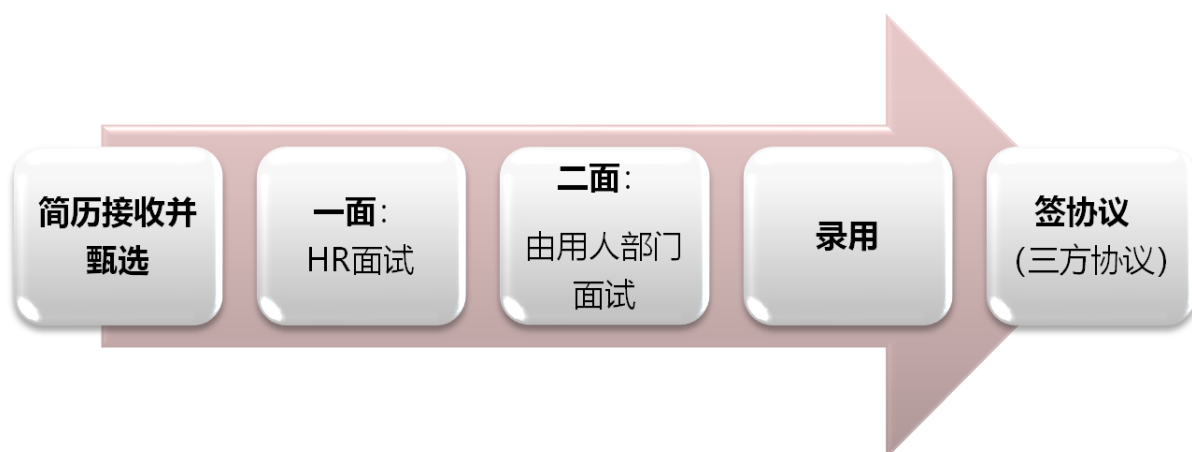 简历接收并
甄选
一面：
HR面试
二面：
由用人部门
面试
录用
签协议
（三方协议）